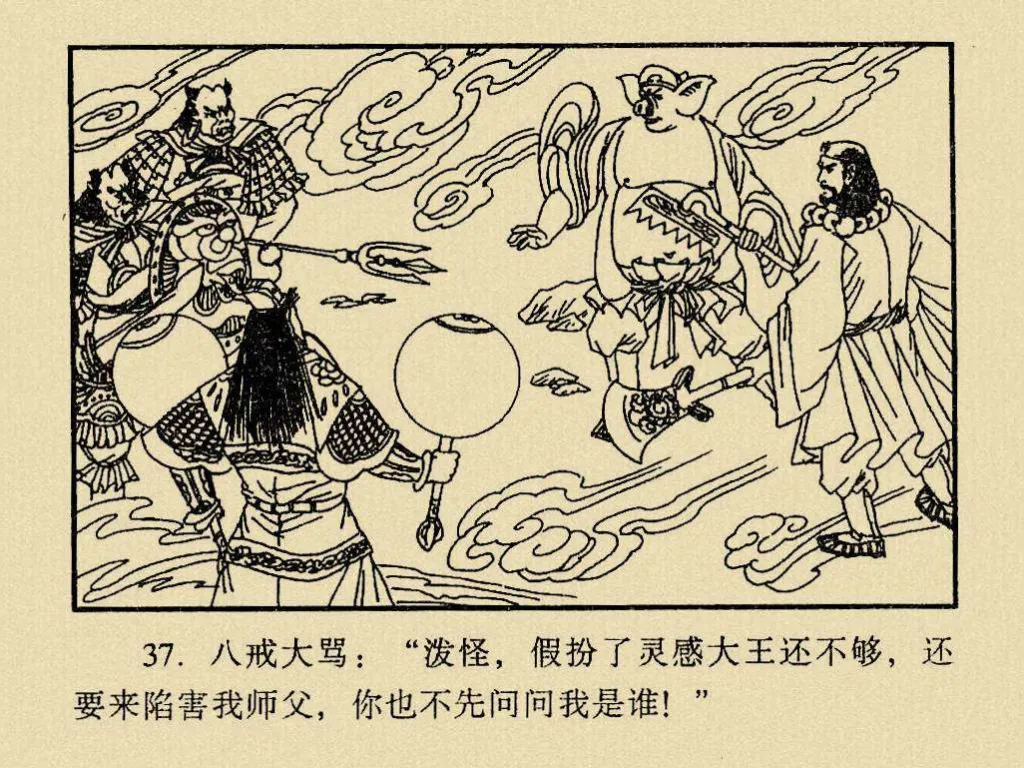 37. 八戒大骂：“泼怪，假扮了灵感大王还不够，还
要来陷害我师父，你也不先问问我是谁！”